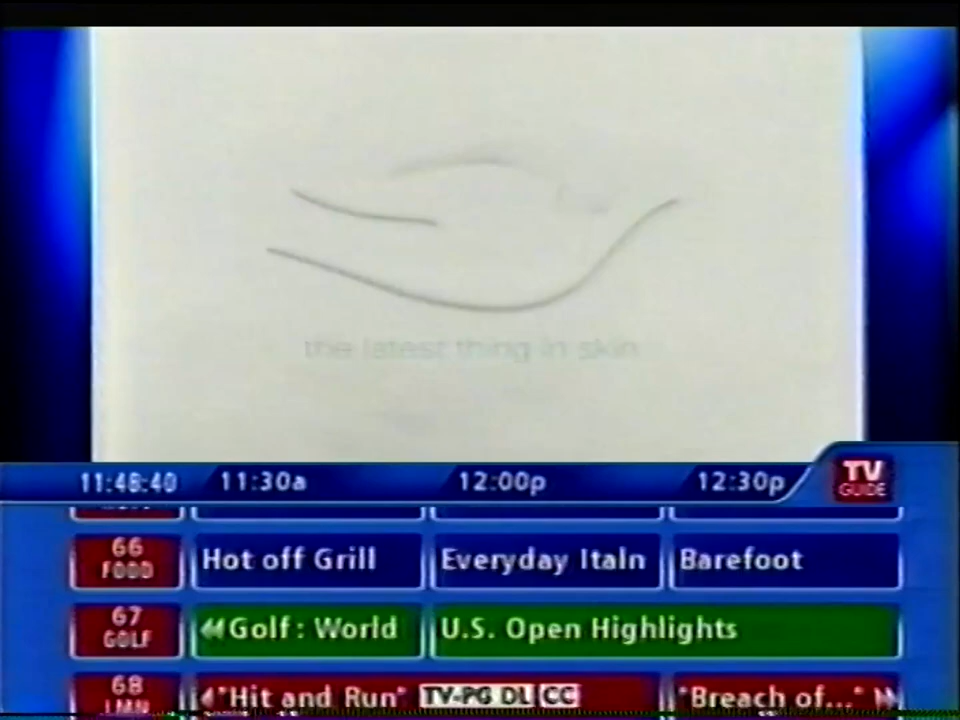 the latest thing in skin
11:48:40 11:30a 12:00p 12:30p TV GUIDE
66 FOOD Hot off Grill Everyday Italn Barefoot
67 GOLF Golf: World U.S. Open Highlights
68 LMN "Hit and Run" TV-PG DL CC "Breach of..."